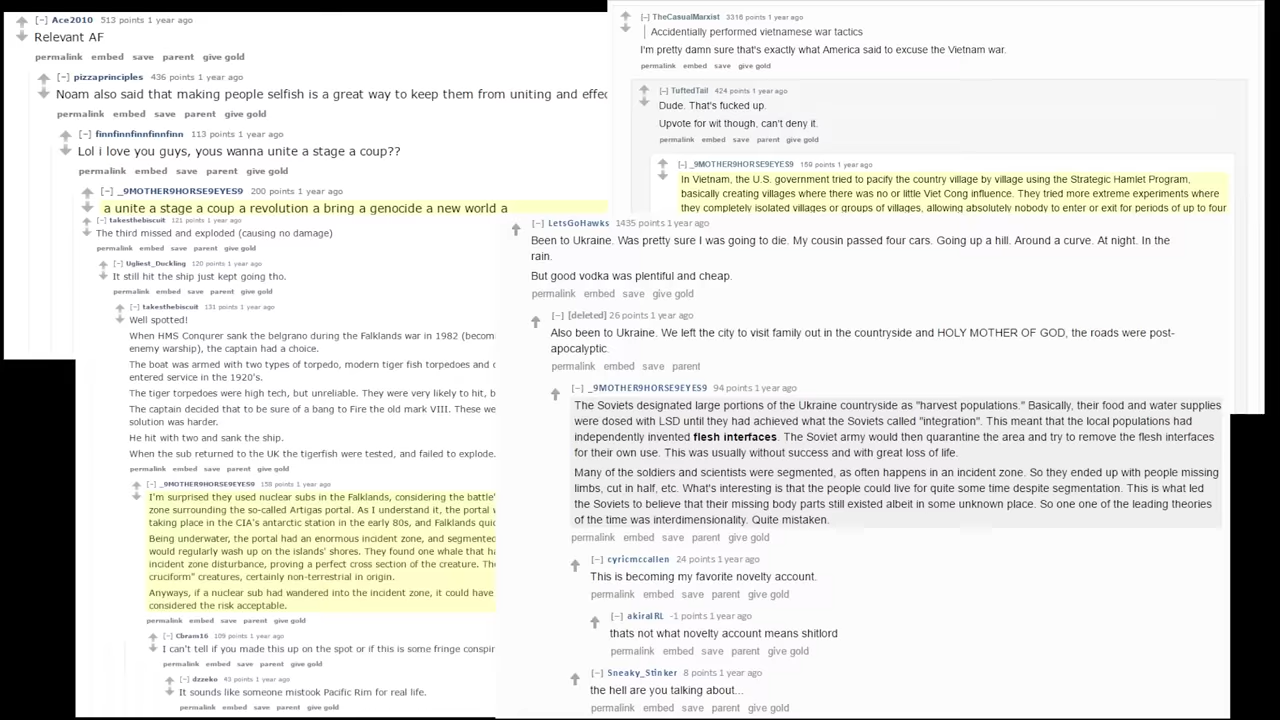 [−] Ace2010 513 points 1 year ago
Relevant AF
permalink embed save parent give gold
[−] pizzaprinciples 436 points 1 year ago
Noam also said that making people selfish is a great way to keep them from uniting and effec
permalink embed save parent give gold
[−] finnfinnfinnfinnfinn 113 points 1 year ago
Lol i love you guys, yous wanna unite a stage a coup??
permalink embed save parent give gold
[−] _9MOTHER9HORSE9EYES9 200 points 1 year ago
a unite a stage a coup a revolution a bring a genocide a new world a
[−] takesthebiscuit 121 points 1 year ago
The third missed and exploded (causing no damage)
permalink embed save parent give gold
[−] Ugliest_Duckling 120 points 1 year ago
It still hit the ship just kept going tho.
permalink embed save parent give gold
[−] takesthebiscuit 131 points 1 year ago
Well spotted!
When HMS Conqurer sank the belgrano during the Falklands war in 1982 (becom
enemy warship), the captain had a choice.
The boat was armed with two types of torpedo, modern tiger fish torpedoes and
entered service in the 1920's.
The tiger torpedoes were high tech, but unreliable. They were very likely to hit, b
The captain decided that to be sure of a bang to Fire the old mark VIII. These we
solution was harder.
He hit with two and sank the ship.
When the sub returned to the UK the tigerfish were tested, and failed to explode.
permalink embed save parent give gold
[−] _9MOTHER9HORSE9EYES9 158 points 1 year ago
I'm surprised they used nuclear subs in the Falklands, considering the battle'
zone surrounding the so-called Artigas portal. As I understand it, the portal
taking place in the CIA's antarctic station in the early 80s, and Falklands quic
Being underwater, the portal had an enormous incident zone, and segmented
would regularly wash up on the islands' shores. They found one whale that ha
incident zone disturbance, proving a perfect cross section of the creature. The
cruciform" creatures, certainly non-terrestrial in origin.
Anyways, if a nuclear sub had wandered into the incident zone, it could have
considered the risk acceptable.
permalink embed save parent give gold
[−] Cbram16 109 points 1 year ago
I can't tell if you made this up on the spot or if this is some fringe conspir
permalink embed save parent give gold
[−] dzzeko 43 points 1 year ago
It sounds like someone mistook Pacific Rim for real life.
permalink embed save parent give gold
[−] TheCasualMarxist 3316 points 1 year ago
Accidentially performed vietnamese war tactics
I'm pretty damn sure that's exactly what America said to excuse the Vietnam war.
permalink embed save give gold
[−] TuftedTail 424 points 1 year ago
Dude. That's fucked up.
Upvote for wit though, can't deny it.
permalink embed save parent give gold
[−] _9MOTHER9HORSE9EYES9 159 points 1 year ago
In Vietnam, the U.S. government tried to pacify the country village by village using the Strategic Hamlet Program,
basically creating villages where there was no or little Viet Cong influence. They tried more extreme experiments where
they completely isolated villages or groups of villages, allowing absolutely nobody to enter or exit for periods of up to four
[−] LetsGoHawks 1435 points 1 year ago
Been to Ukraine. Was pretty sure I was going to die. My cousin passed four cars. Going up a hill. Around a curve. At night. In the
rain.
But good vodka was plentiful and cheap.
permalink embed save give gold
[−] [deleted] 26 points 1 year ago
Also been to Ukraine. We left the city to visit family out in the countryside and HOLY MOTHER OF GOD, the roads were post-
apocalyptic.
permalink embed save parent
[−] _9MOTHER9HORSE9EYES9 94 points 1 year ago
The Soviets designated large portions of the Ukraine countryside as "harvest populations." Basically, their food and water supplies
were dosed with LSD until they had achieved what the Soviets called "integration". This meant that the local populations had
independently invented flesh interfaces. The Soviet army would then quarantine the area and try to remove the flesh interfaces
for their own use. This was usually without success and with great loss of life.
Many of the soldiers and scientists were segmented, as often happens in an incident zone. So they ended up with people missing
limbs, cut in half, etc. What's interesting is that the people could live for quite some time despite segmentation. This is what led
the Soviets to believe that their missing body parts still existed albeit in some unknown place. So one one of the leading theories
of the time was interdimensionality. Quite mistaken.
permalink embed save parent give gold
[−] cyricmccallen 24 points 1 year ago
This is becoming my favorite novelty account.
permalink embed save parent give gold
[−] akiraIRL -1 points 1 year ago
thats not what novelty account means shitlord
permalink embed save parent give gold
[−] Sneaky_Stinker 8 points 1 year ago
the hell are you talking about...
permalink embed save parent give gold